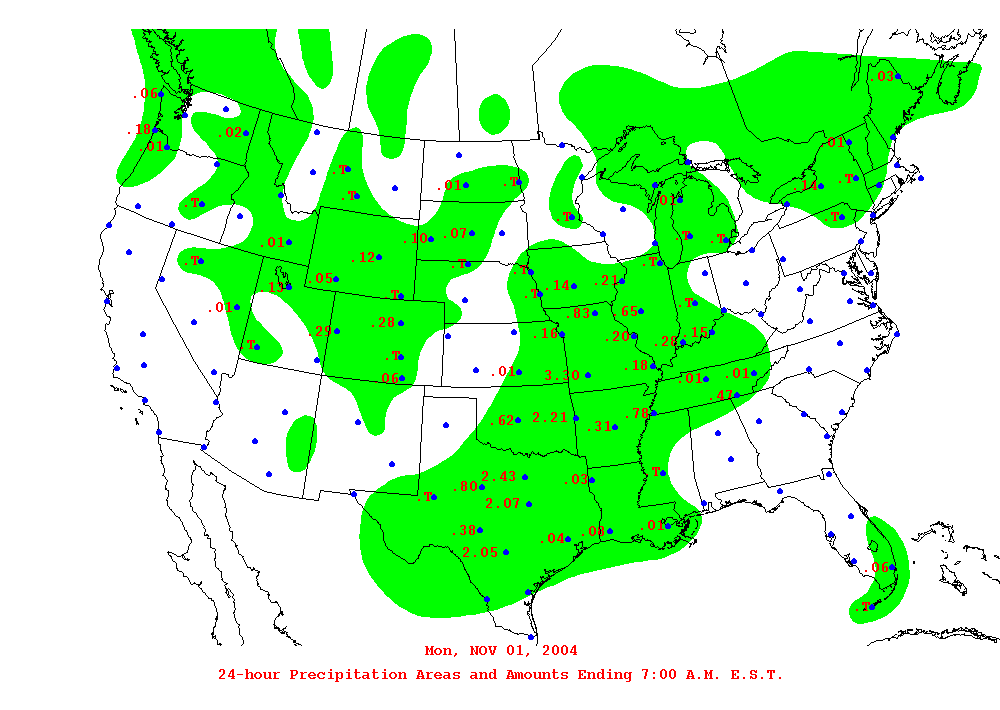 .03
.06
.18
.02
.01
.01
.T
.01
.T
.14
.T
.T
.01
.T
.T
.T
.01
.10
.07
.T
.T
.12
.T
.T
.T
.05
.14
.21
.T
.T
.01
.83
.65
.T
.29
.28
.16
.20
.28
.15
.T
.T
.06
.01
3.30
.18
.01
.01
.47
.62
2.21
.31
.78
2.43
.80
.03
.T
.T
2.07
.38
.04
.08
.01
2.05
.06
.T
Mon, NOV 01, 2004
24-hour Precipitation Areas and Amounts Ending 7:00 A.M. E.S.T.